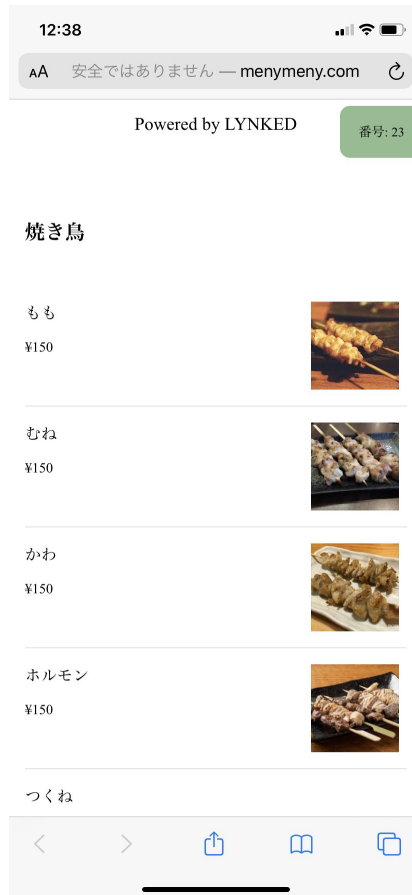 12:38
AA 安全ではありません — menymeny.com
Powered by LYNKED
番号: 23
焼き鳥
もも
¥150
むね
¥150
かわ
¥150
ホルモン
¥150
つくね